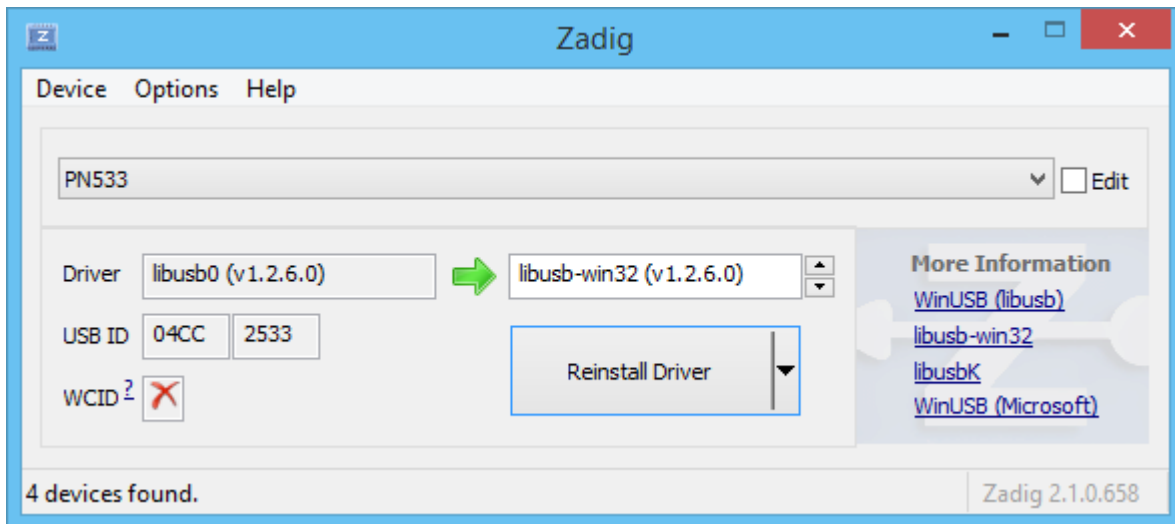 Zadig
Device Options Help
PN533
Edit
Driver libusb0 (v1.2.6.0) libusb-win32 (v1.2.6.0)
USB ID 04CC 2533
WCID ?
Reinstall Driver
More Information
WinUSB (libusb)
libusb-win32
libusbK
WinUSB (Microsoft)
4 devices found.
Zadig 2.1.0.658